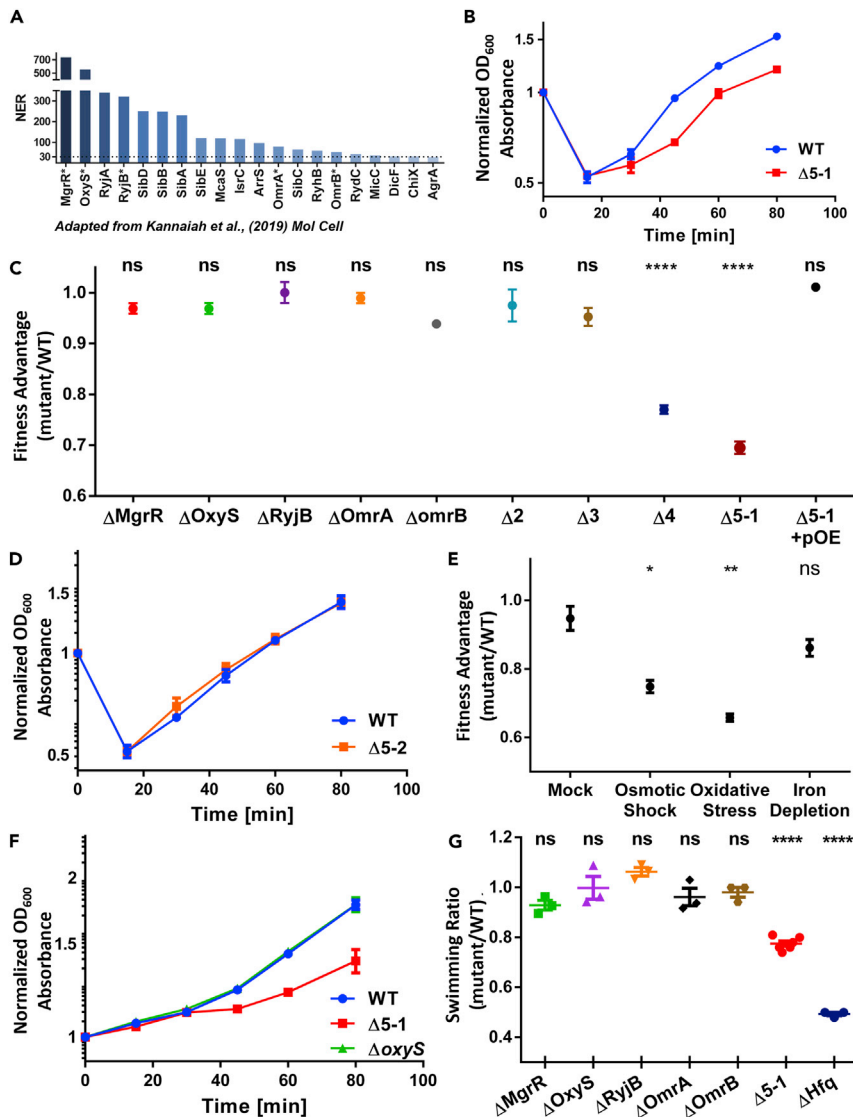 A
700
500
300
100
30
NER
MgrR*
OxyS*
RyjA
RyjB*
SibD
SibB
SibA
SibE
McaS
IsrC
ArrS
OmrA*
SibC
RyhB
OmrB*
RydC
MicC
DicF
ChiX
AgrA
Adapted from Kannaiah et al., (2019) Mol Cell
B
Normalized OD600
Absorbance
1.5
1
0.5
WT
Δ5-1
0 20 40 60 80 100
Time [min]
C
ns ns ns ns ns ns ns **** **** ns
Fitness Advantage
(mutant/WT)
1.0
0.9
0.8
0.7
0.6
ΔMgrR ΔOxyS ΔRyjB ΔOmrA ΔomrB Δ2 Δ3 Δ4 Δ5-1 Δ5-1
+pOE
D
Normalized OD600
Absorbance
1.5
1
0.5
WT
Δ5-2
0 20 40 60 80 100
Time [min]
E
* ** ns
Fitness Advantage
(mutant/WT)
1.0
0.8
0.6
Mock Osmotic Oxidative Iron
Shock Stress Depletion
F
Normalized OD600
Absorbance
2
1.5
1
WT
Δ5-1
ΔoxyS
0 20 40 60 80 100
Time [min]
G
ns ns ns ns ns **** ****
Swimming Ratio
(mutant/WT)
1.2
1.0
0.8
0.6
0.4
ΔMgrR
ΔOxyS
ΔRyjB
ΔOmrA
ΔOmrB
Δ5-1
ΔHfq